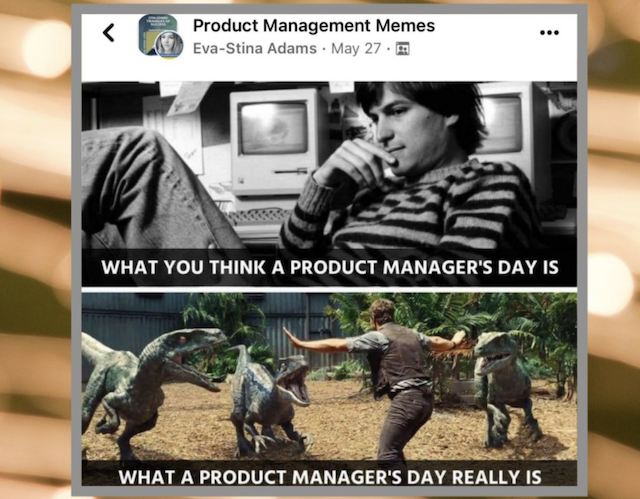 Product Management Memes
Eva-Stina Adams · May 27 ·
WHAT YOU THINK A PRODUCT MANAGER'S DAY IS
WHAT A PRODUCT MANAGER'S DAY REALLY IS